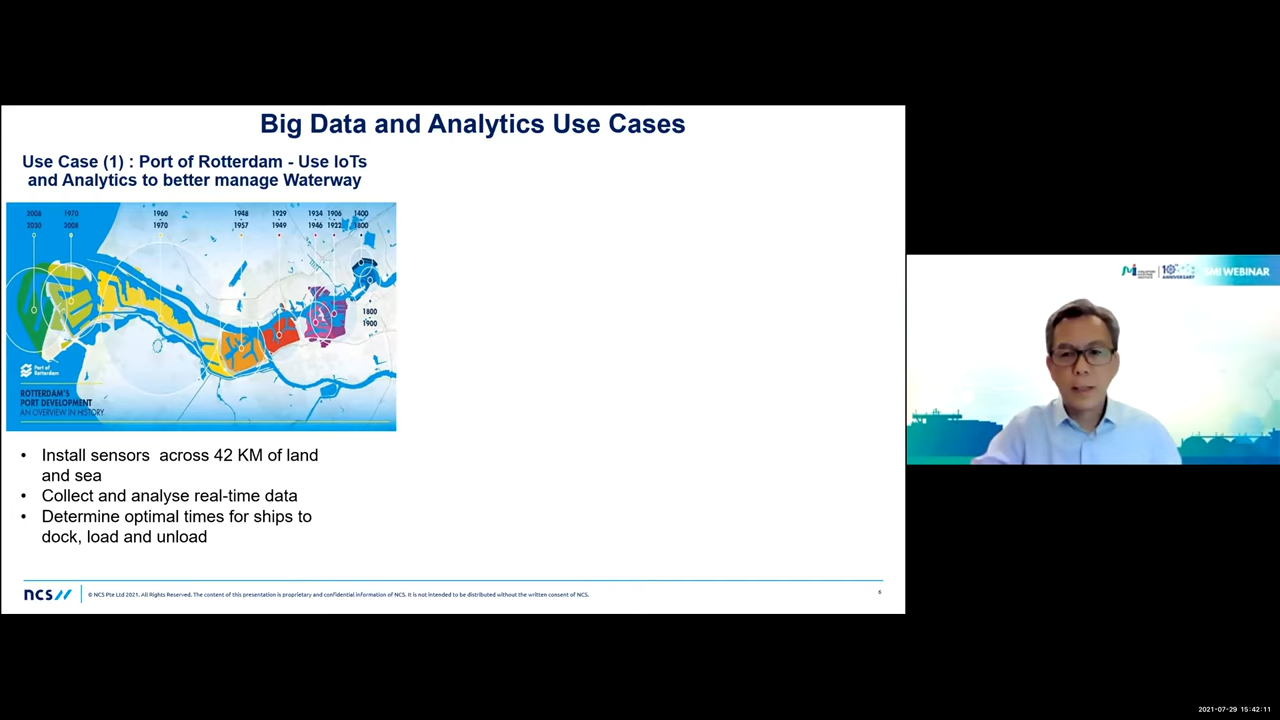 Big Data and Analytics Use Cases
Use Case (1) : Port of Rotterdam - Use IoTs
and Analytics to better manage Waterway
2008 1970 1960 1948 1929 1934 1906 1400
2030 2008 1970 1957 1949 1946 1922 1800
1800
1900
Port of
Rotterdam
ROTTERDAM'S
PORT DEVELOPMENT
AN OVERVIEW IN HISTORY
• Install sensors across 42 KM of land
and sea
• Collect and analyse real-time data
• Determine optimal times for ships to
dock, load and unload
ncs// © NCS Pte Ltd 2021. All Rights Reserved. The content of this presentation is proprietary and confidential information of NCS. It is not intended to be distributed without the written consent of NCS. 6
SMI WEBINAR
ANNIVERSARY
2021-07-29 15:42:11